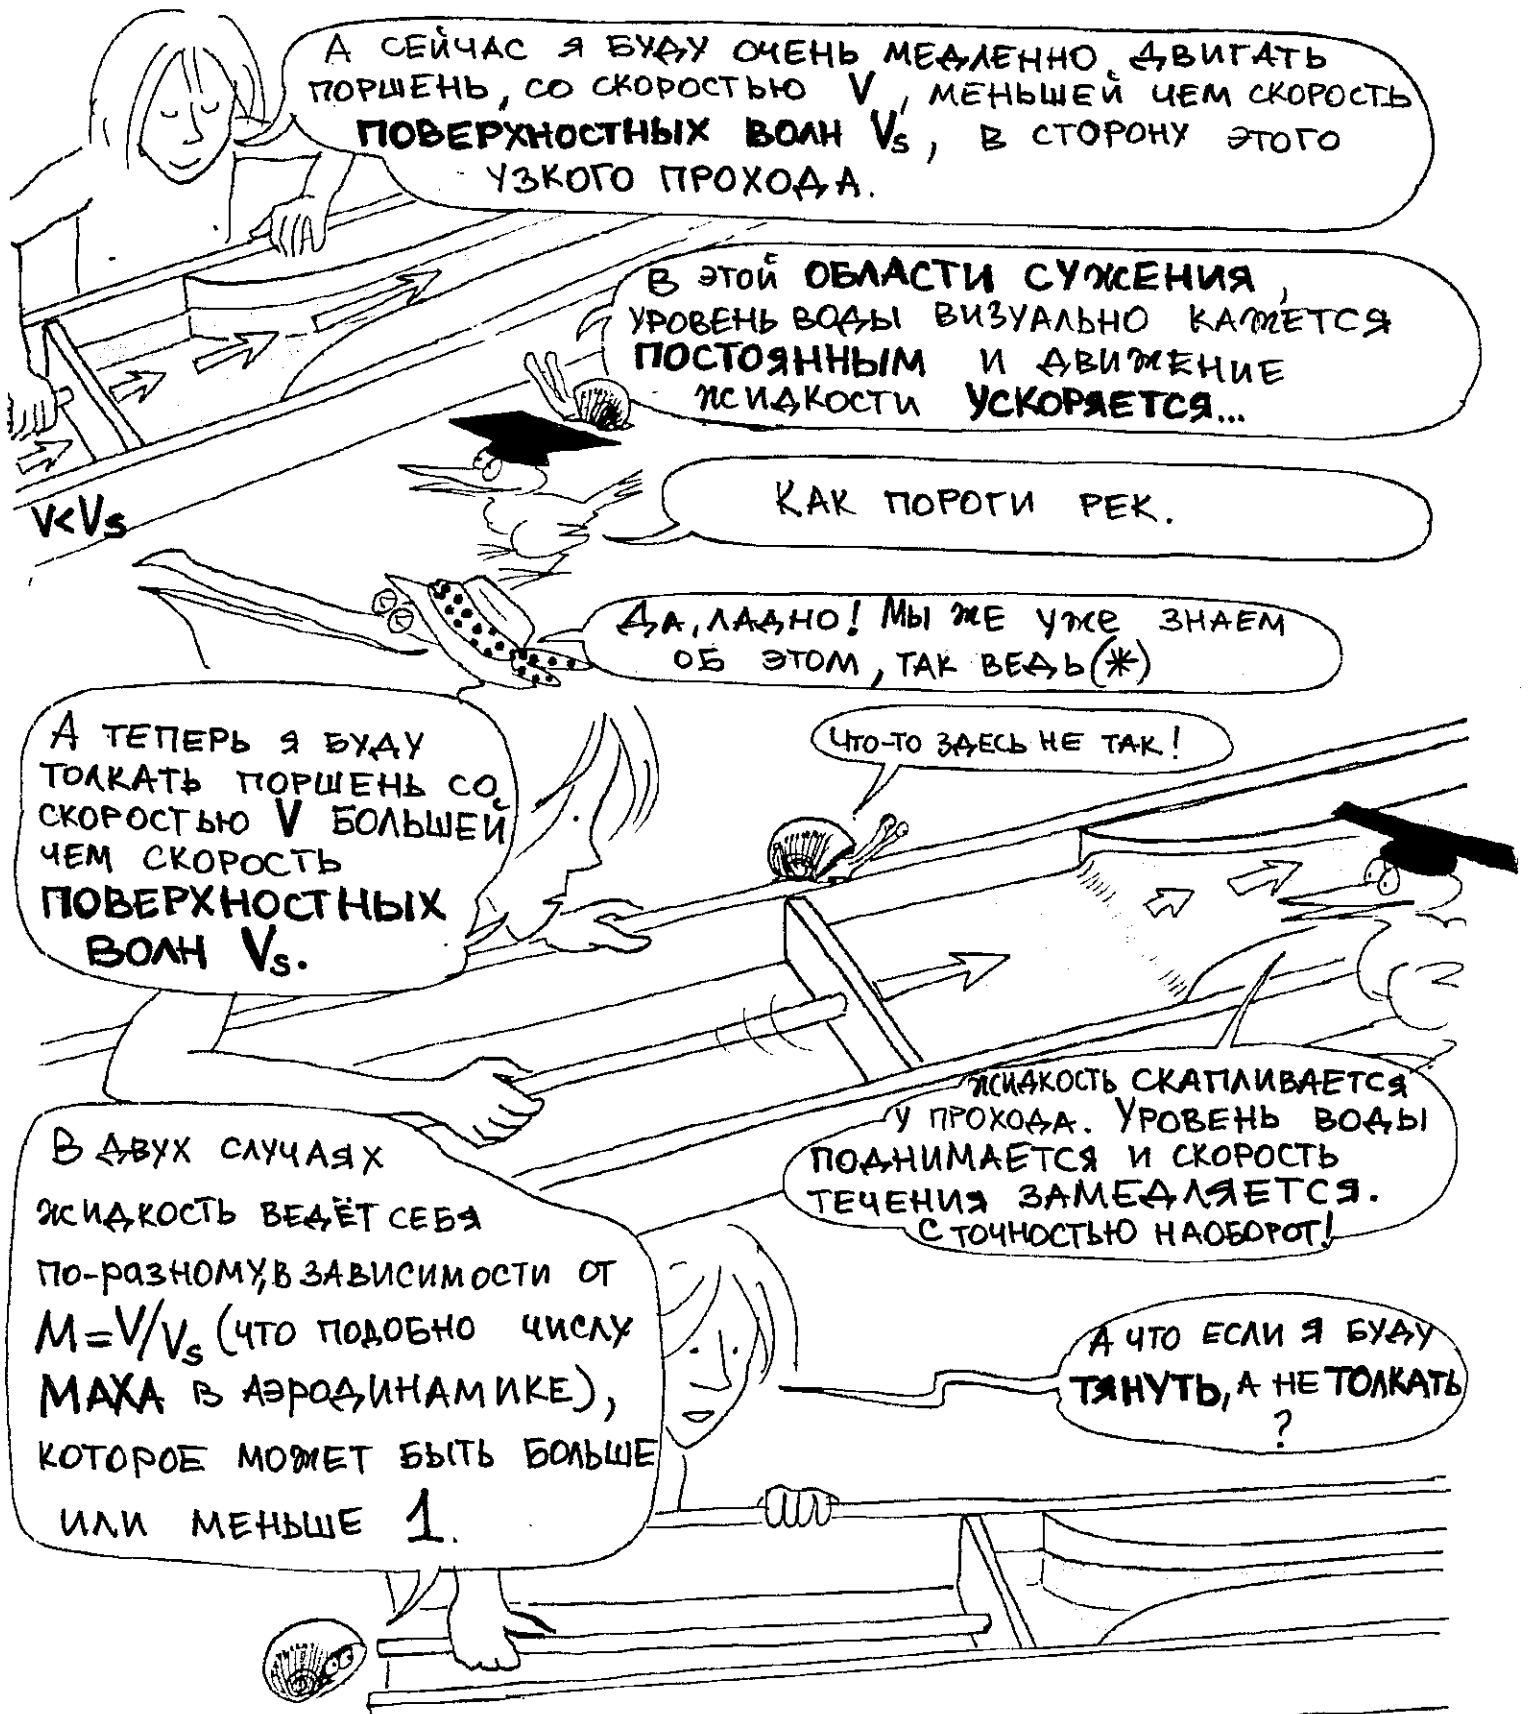 А СЕЙЧАС Я БУДУ ОЧЕНЬ МЕДЛЕННО ДВИГАТЬ
ПОРШЕНЬ, СО СКОРОСТЬЮ V, МЕНЬШЕЙ ЧЕМ СКОРОСТЬ
ПОВЕРХНОСТНЫХ ВОЛН Vs, В СТОРОНУ ЭТОГО
УЗКОГО ПРОХОДА.
В ЭТОЙ ОБЛАСТИ СУЖЕНИЯ,
УРОВЕНЬ ВОДЫ ВИЗУАЛЬНО КАЖЕТСЯ
ПОСТОЯННЫМ И ДВИЖЕНИЕ
ЖИДКОСТИ УСКОРЯЕТСЯ...
V<Vs
КАК ПОРОГИ РЕК.
ДА, ЛАДНО! МЫ ЖЕ УЖЕ ЗНАЕМ
ОБ ЭТОМ, ТАК ВЕДЬ(*)
А ТЕПЕРЬ Я БУДУ
ТОЛКАТЬ ПОРШЕНЬ СО
СКОРОСТЬЮ V БОЛЬШЕЙ
ЧЕМ СКОРОСТЬ
ПОВЕРХНОСТНЫХ
ВОЛН Vs.
ЧТО-ТО ЗДЕСЬ НЕ ТАК!
ЖИДКОСТЬ СКАПЛИВАЕТСЯ
У ПРОХОДА. УРОВЕНЬ ВОДЫ
ПОДНИМАЕТСЯ И СКОРОСТЬ
ТЕЧЕНИЯ ЗАМЕДЛЯЕТСЯ.
С ТОЧНОСТЬЮ НАОБОРОТ!
В ДВУХ СЛУЧАЯХ
ЖИДКОСТЬ ВЕДЁТ СЕБЯ
ПО-РАЗНОМУ, В ЗАВИСИМОСТИ ОТ
M=V/Vs (ЧТО ПОДОБНО ЧИСЛУ
МАХА В АЭРОДИНАМИКЕ),
КОТОРОЕ МОЖЕТ БЫТЬ БОЛЬШЕ
ИЛИ МЕНЬШЕ 1.
А ЧТО ЕСЛИ Я БУДУ
ТЯНУТЬ, А НЕ ТОЛКАТЬ
?